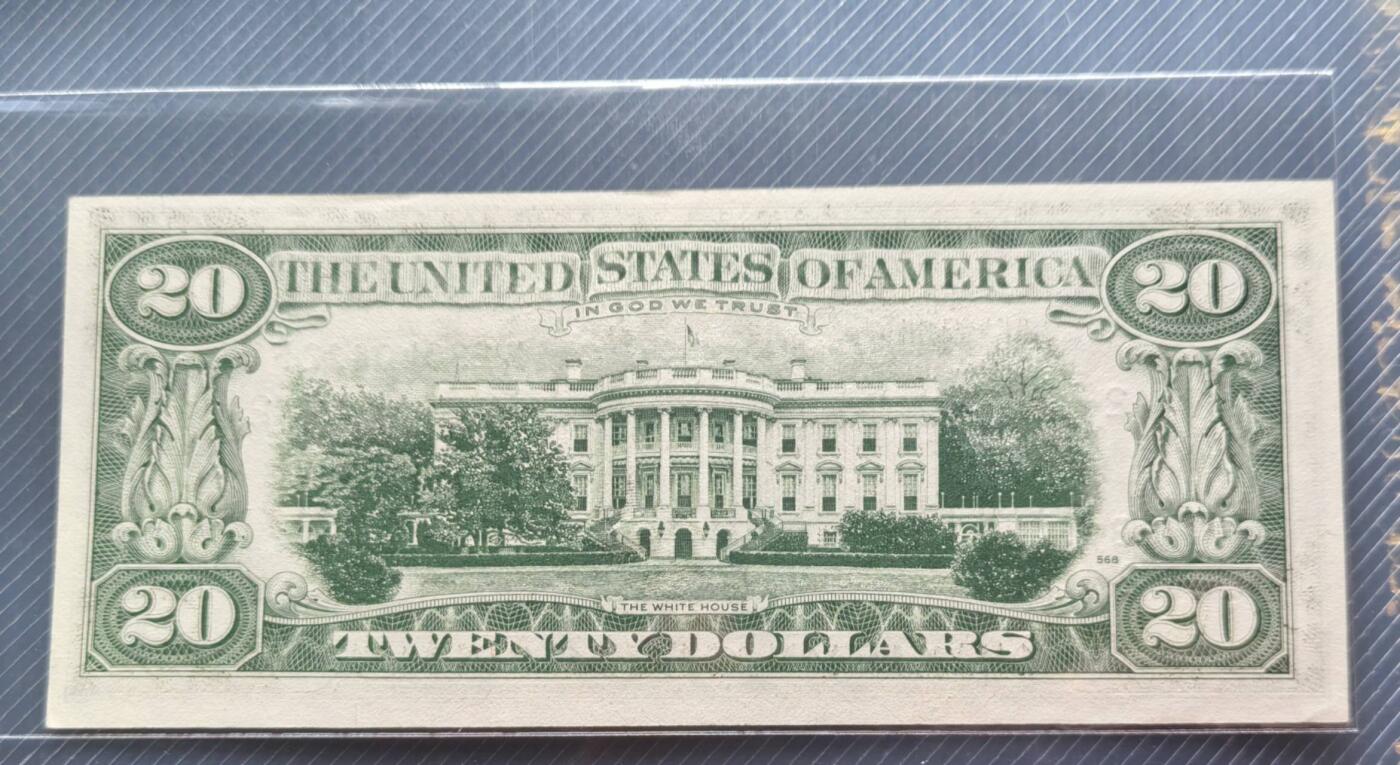 20 THE UNITED STATES OF AMERICA 20
IN GOD WE TRUST
568
THE WHITE HOUSE
20 TWENTY DOLLARS 20